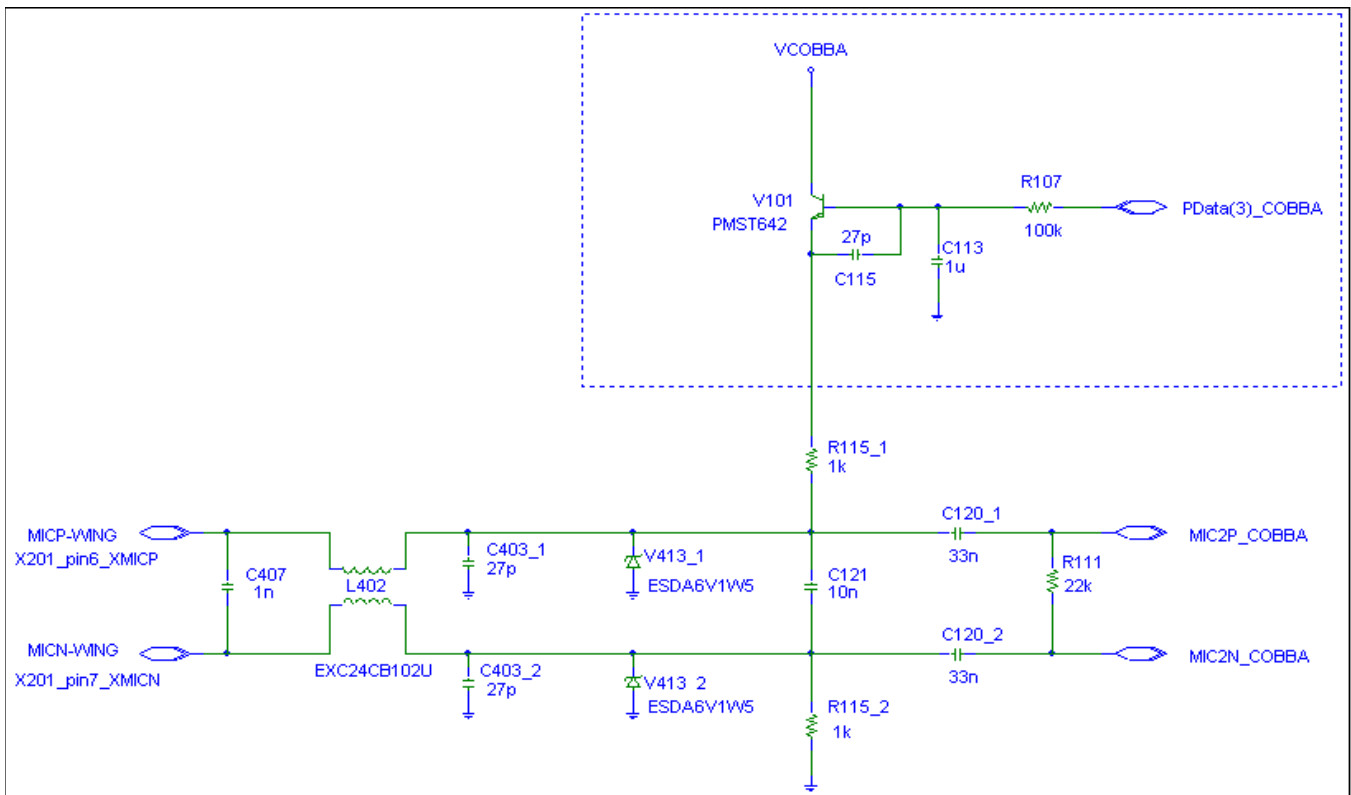 VCOBBA
R107
V101
PData(3)_COBBA
PMST642
100k
27p
C113
1u
C115
R115_1
1k
C120_1
MICP-WING
MIC2P_COBBA
X201_pin6_XMICP
C403_1
33n
27p
V413_1
C121
R111
C407
L402
ESDA6V1W5
10n
22k
1n
C120_2
MICN-WING
MIC2N_COBBA
EXC24CB102U
C403_2
X201_pin7_XMICN
27p
V413_2
33n
ESDA6V1W5
R115_2
1k